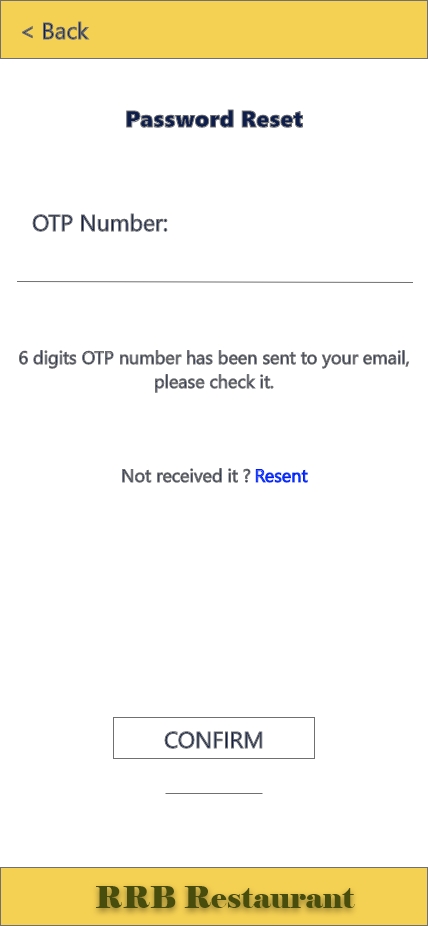 < Back
Password Reset
OTP Number:
6 digits OTP number has been sent to your email,
please check it.
Not received it ? Resent
CONFIRM
RRB Restaurant